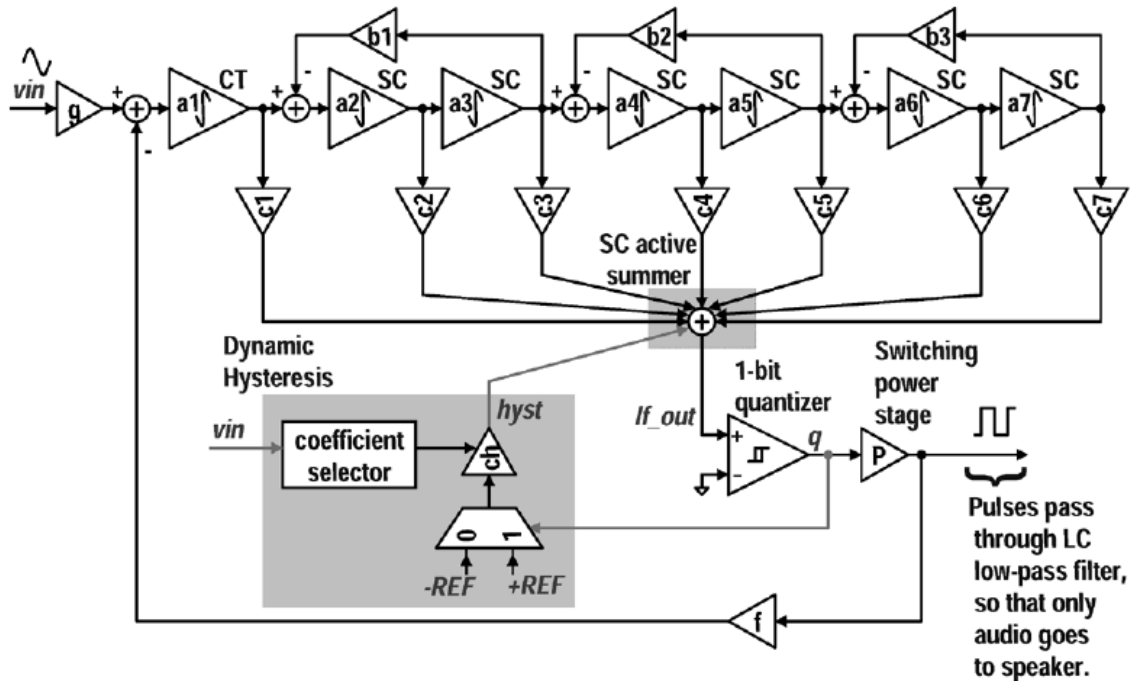 b1
b2
b3
vin
g
+
-
a1
CT
+
-
a2
SC
a3
SC
+
-
a4
SC
a5
SC
+
-
a6
SC
a7
SC
c1
c2
c3
c4
c5
c6
c7
SC active
summer
+
Dynamic
Hysteresis
vin
coefficient
selector
hyst
ch
0 1
-REF +REF
lf_out
1-bit
quantizer
+
-
q
Switching
power
stage
P
Pulses pass
through LC
low-pass filter,
so that only
audio goes
to speaker.
f